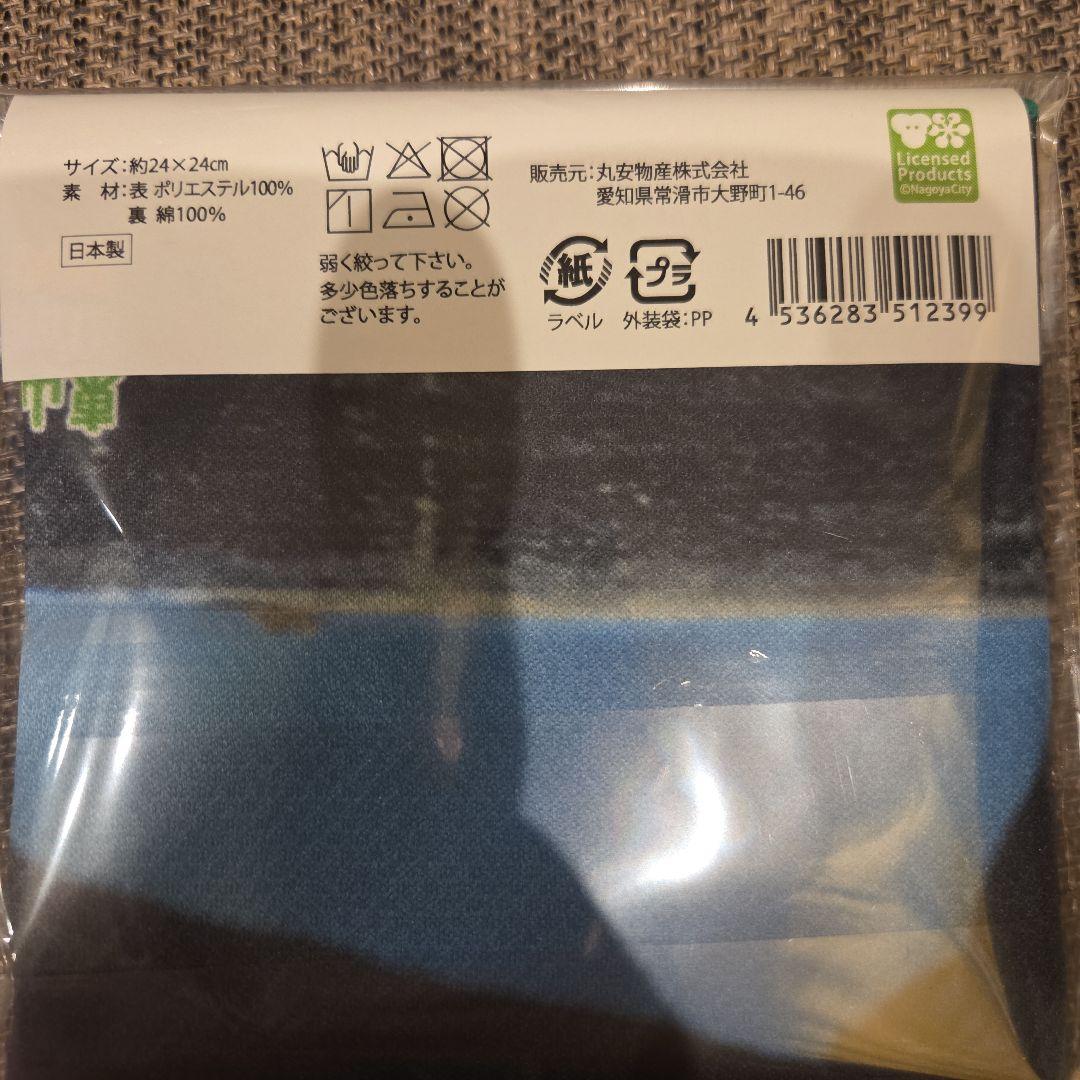 サイズ:約24×24㎝
素　材:表 ポリエステル100%
裏 綿100%
日本製
弱く絞って下さい。
多少色落ちすることが
ございます。
販売元:丸安物産株式会社
愛知県常滑市大野町1-46
紙
ラベル
プラ
外装袋:PP
Licensed
Products
©NagoyaCity
4 536283 512399